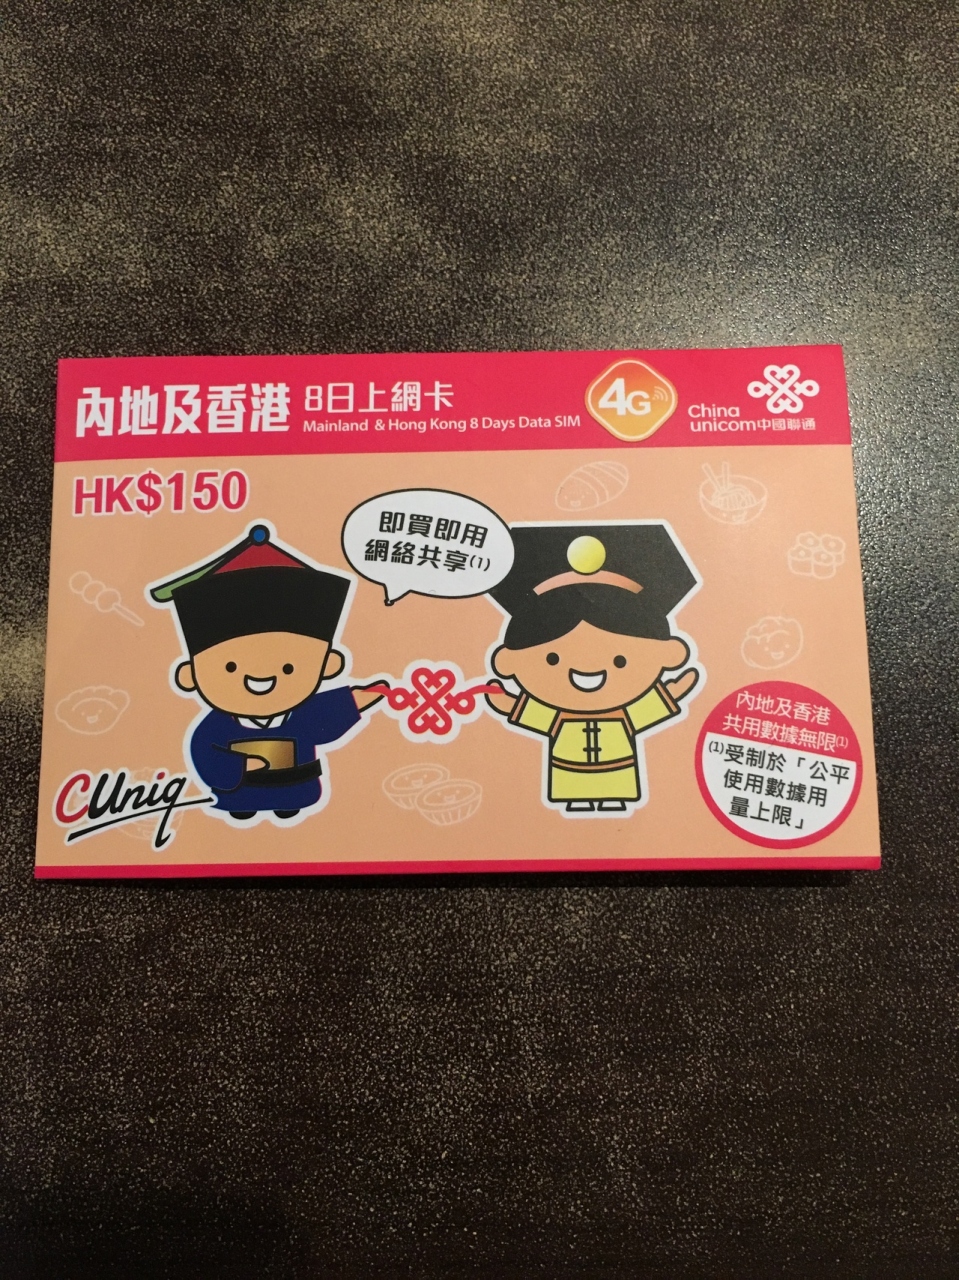 內地及香港 8日上網卡
Mainland & Hong Kong 8 Days Data SIM
4G
China
unicom中國聯通
HK$150
即買即用
網絡共享(1)
CUniq
內地及香港
共用數據無限(1)
(1)受制於「公平
使用數據用
量上限」